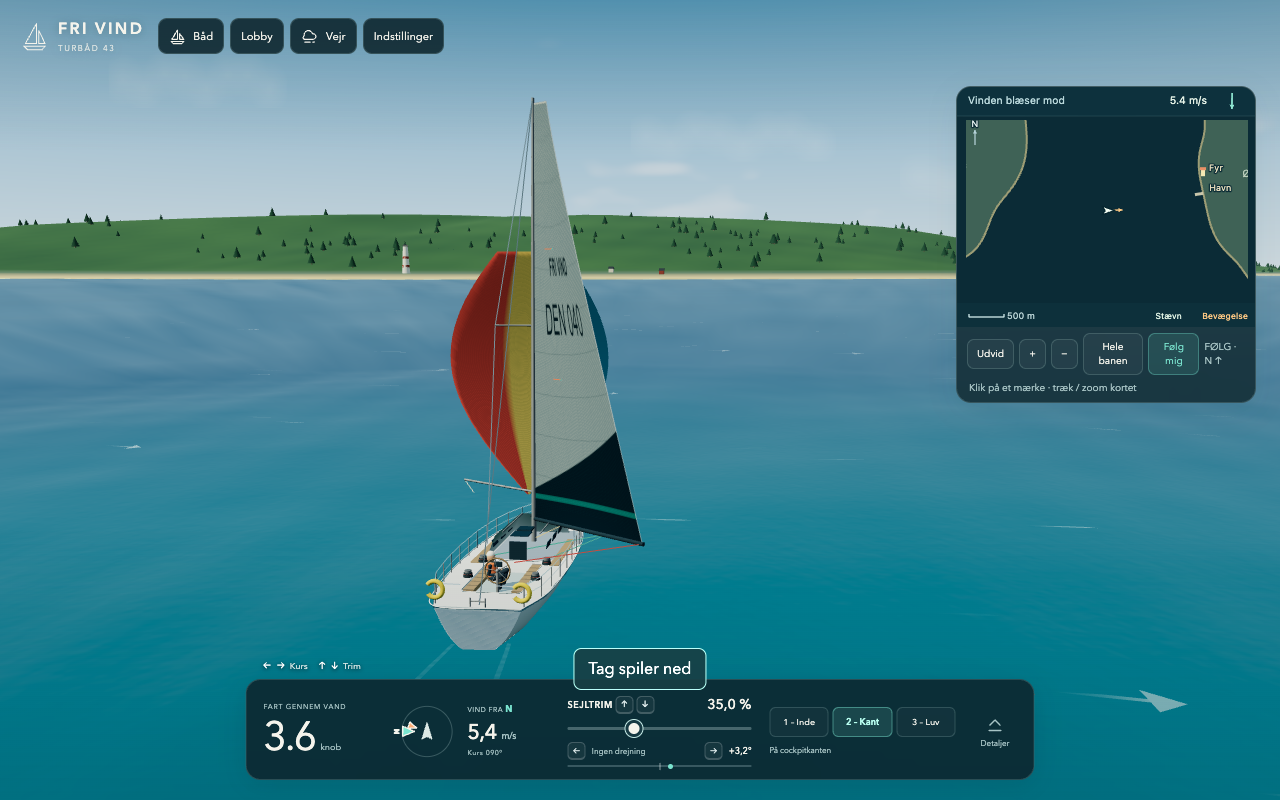 FRI VIND
TURBÅD 43
Båd
Lobby
Vejr
Indstillinger
Vinden blæser mod
5.4 m/s
N
Fyr
Havn
500 m
Stævn
Bevægelse
Udvid
+
−
Hele banen
Følg mig
FØLG · N ↑
Klik på et mærke · træk / zoom kortet
FRI VIND
DEN 040
← → Kurs ↑ ↓ Trim
Tag spiler ned
FART GENNEM VAND
3.6 knob
VIND FRA N
5,4 m/s
Kurs 090°
SEJLTRIM ↑ ↓ 35,0 %
← Ingen drejning → +3,2°
1 – Inde
2 – Kant
3 – Luv
På cockpitkanten
Detaljer